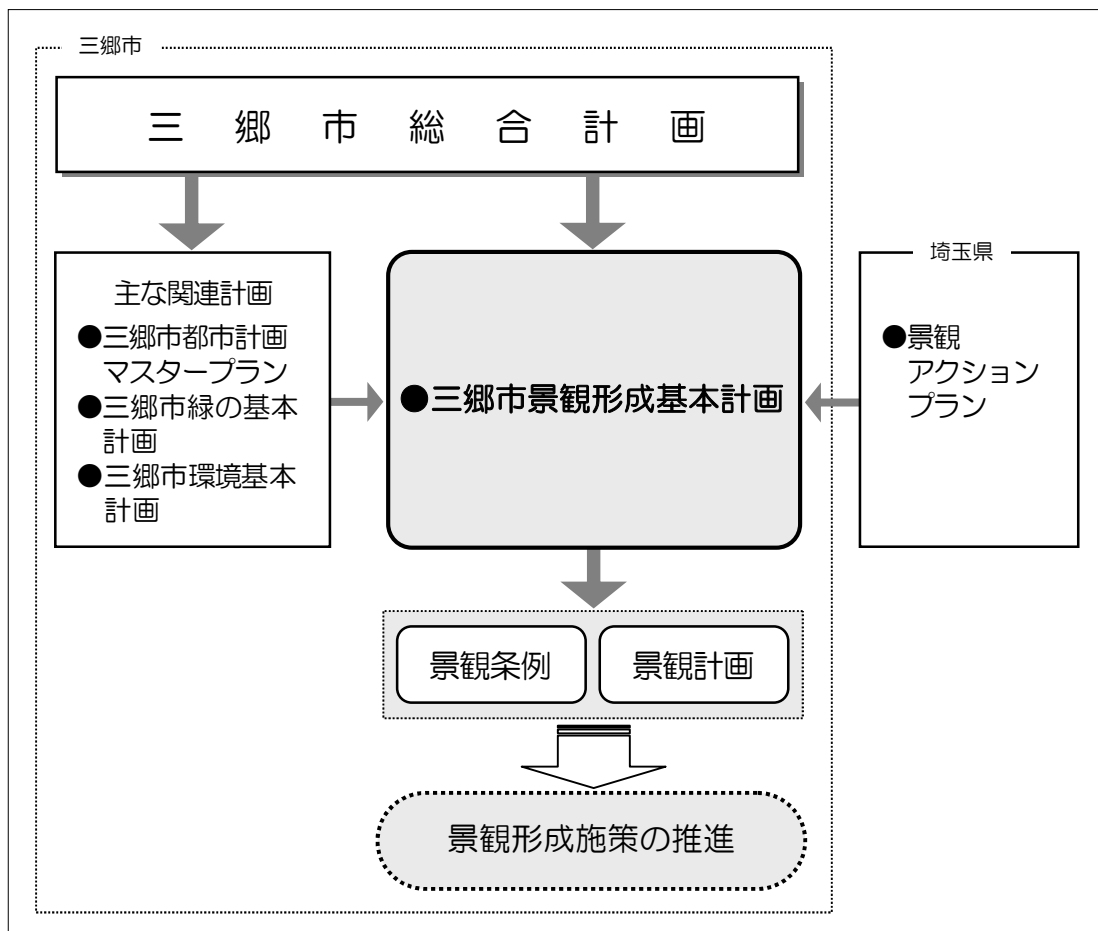 三郷市
三郷市総合計画
主な関連計画
●三郷市都市計画
マスタープラン
●三郷市緑の基本
計画
●三郷市環境基本
計画
●三郷市景観形成基本計画
埼玉県
●景観
アクション
プラン
景観条例
景観計画
景観形成施策の推進